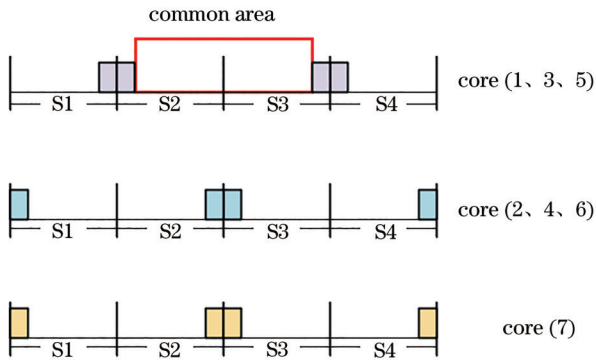 common area
S1 S2 S3 S4 core (1、3、5)
S1 S2 S3 S4 core (2、4、6)
S1 S2 S3 S4 core (7)